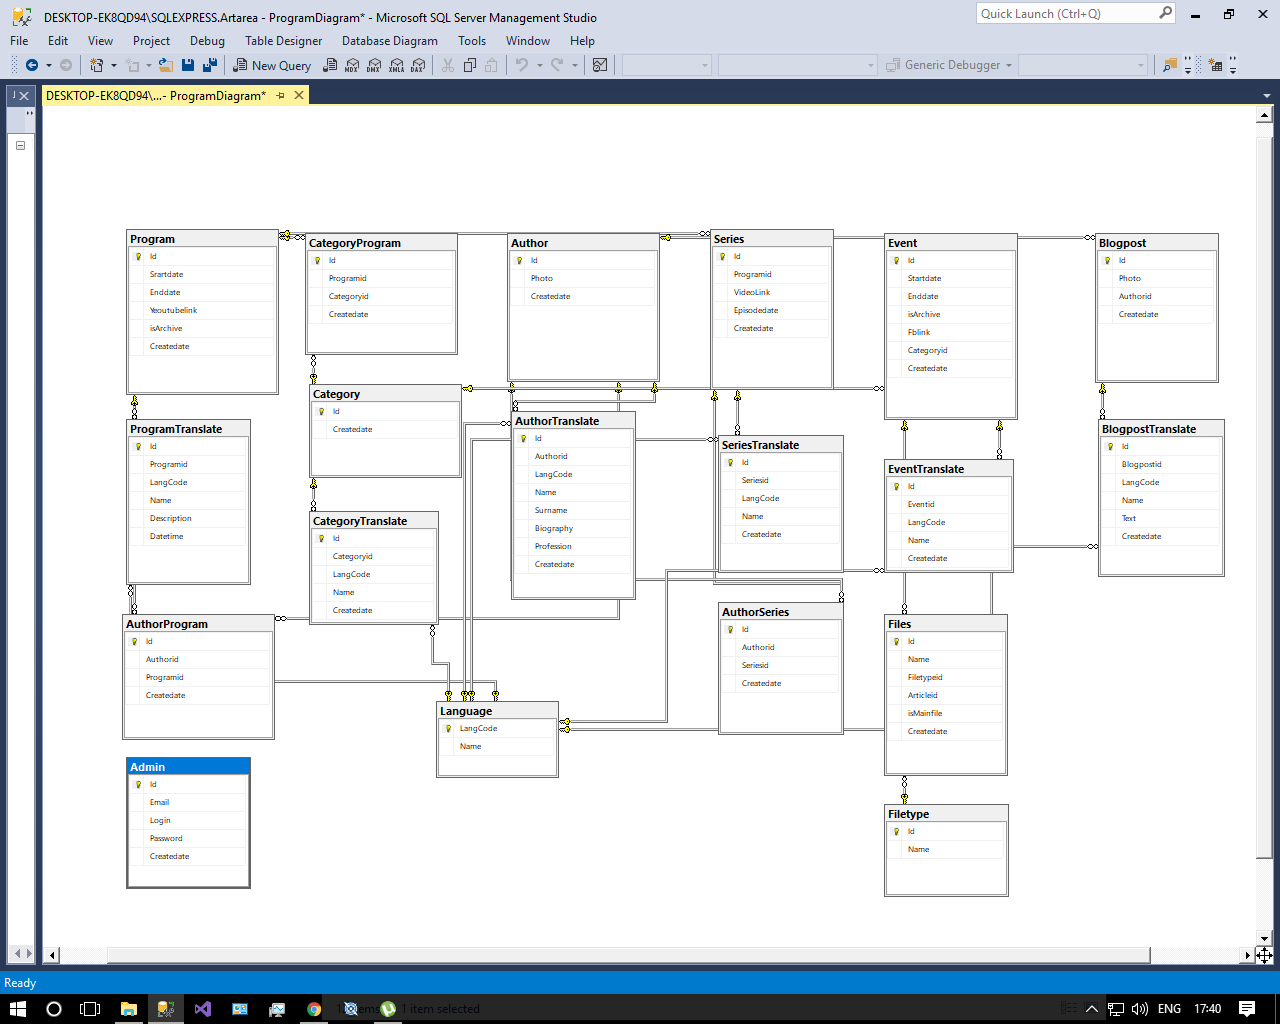 DESKTOP-EK8QD94\SQLEXPRESS.Artarea - ProgramDiagram* - Microsoft SQL Server Management Studio
Quick Launch (Ctrl+Q)
File Edit View Project Debug Table Designer Database Diagram Tools Window Help
New Query
MDX DMX XMLA DAX
Generic Debugger
DESKTOP-EK8QD94\...- ProgramDiagram*
Program
Id
Srartdate
Enddate
Yeoutubelink
isArchive
Createdate
CategoryProgram
Id
Programid
Categoryid
Createdate
Author
Id
Photo
Createdate
Series
Id
Programid
VideoLink
Episodedate
Createdate
Event
Id
Startdate
Enddate
isArchive
Fblink
Categoryid
Createdate
Blogpost
Id
Photo
Authorid
Createdate
Category
Id
Createdate
ProgramTranslate
Id
Programid
LangCode
Name
Description
Datetime
AuthorTranslate
Id
Authorid
LangCode
Name
Surname
Biography
Profession
Createdate
SeriesTranslate
Id
Seriesid
LangCode
Name
Createdate
EventTranslate
Id
Eventid
LangCode
Name
Createdate
BlogpostTranslate
Id
Blogpostid
LangCode
Name
Text
Createdate
CategoryTranslate
Id
Categoryid
LangCode
Name
Createdate
AuthorProgram
Id
Authorid
Programid
Createdate
AuthorSeries
Id
Authorid
Seriesid
Createdate
Files
Id
Name
Filetypeid
Articleid
isMainfile
Createdate
Language
LangCode
Name
Admin
Id
Email
Login
Password
Createdate
Filetype
Id
Name
Ready
1 item selected
ENG 17:40